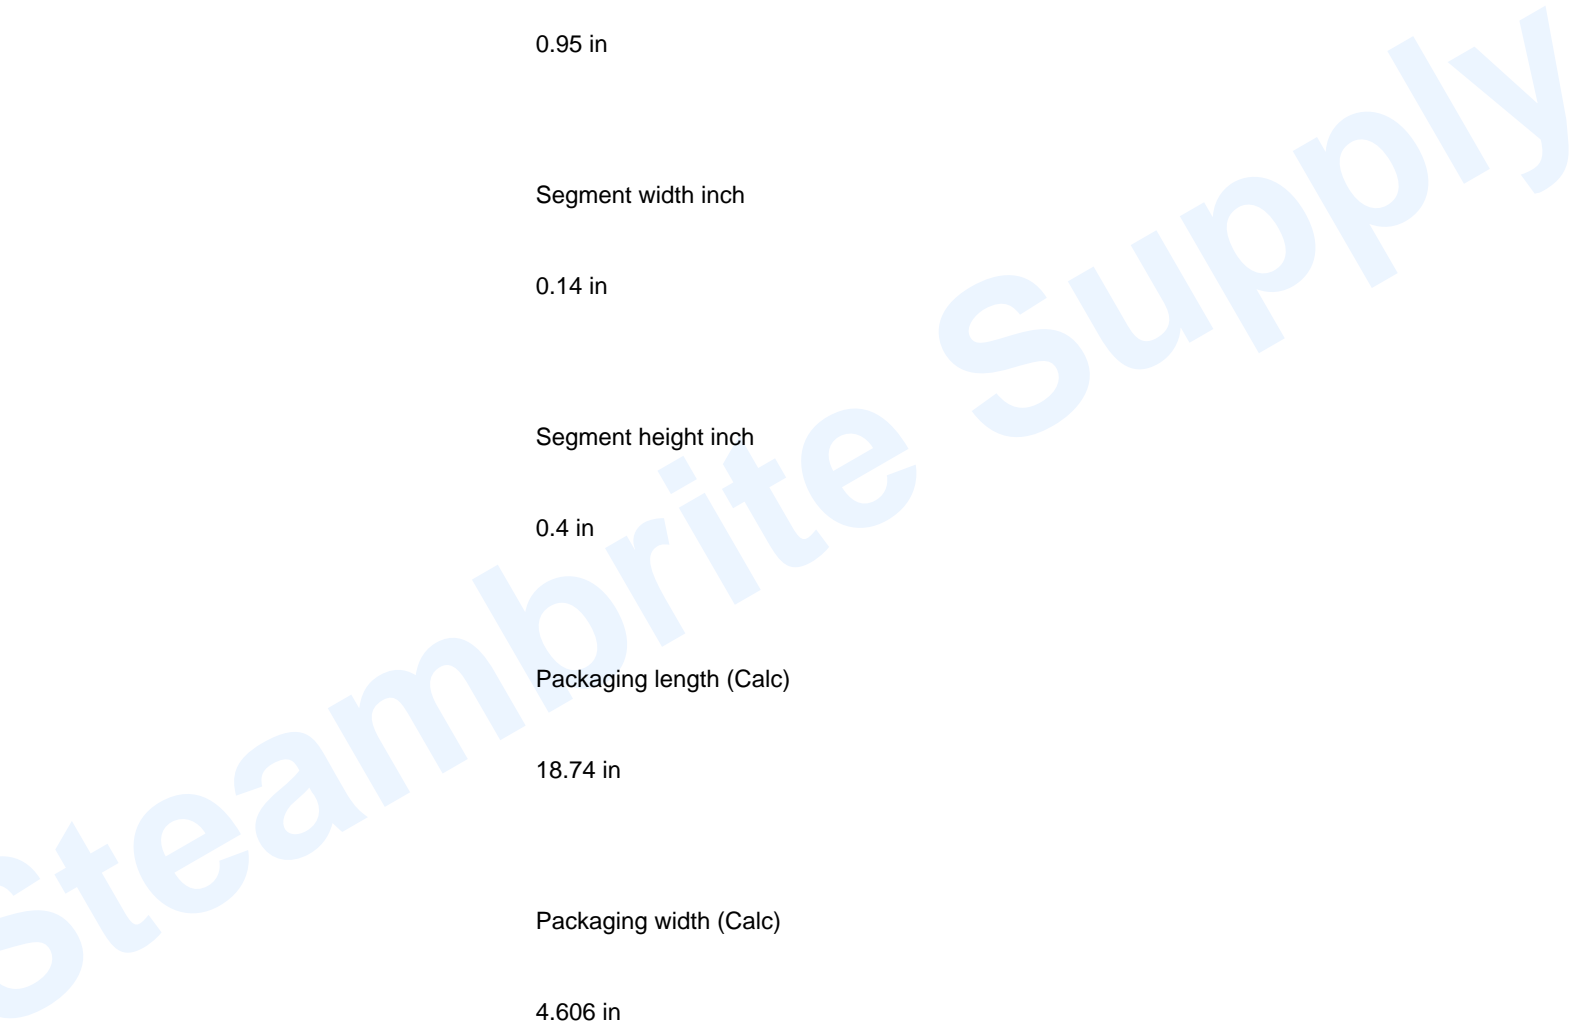 0.95 in
Segment width inch
0.14 in
Segment height inch
0.4 in
Packaging length (Calc)
18.74 in
Packaging width (Calc)
4.606 in
Steambrite Supply